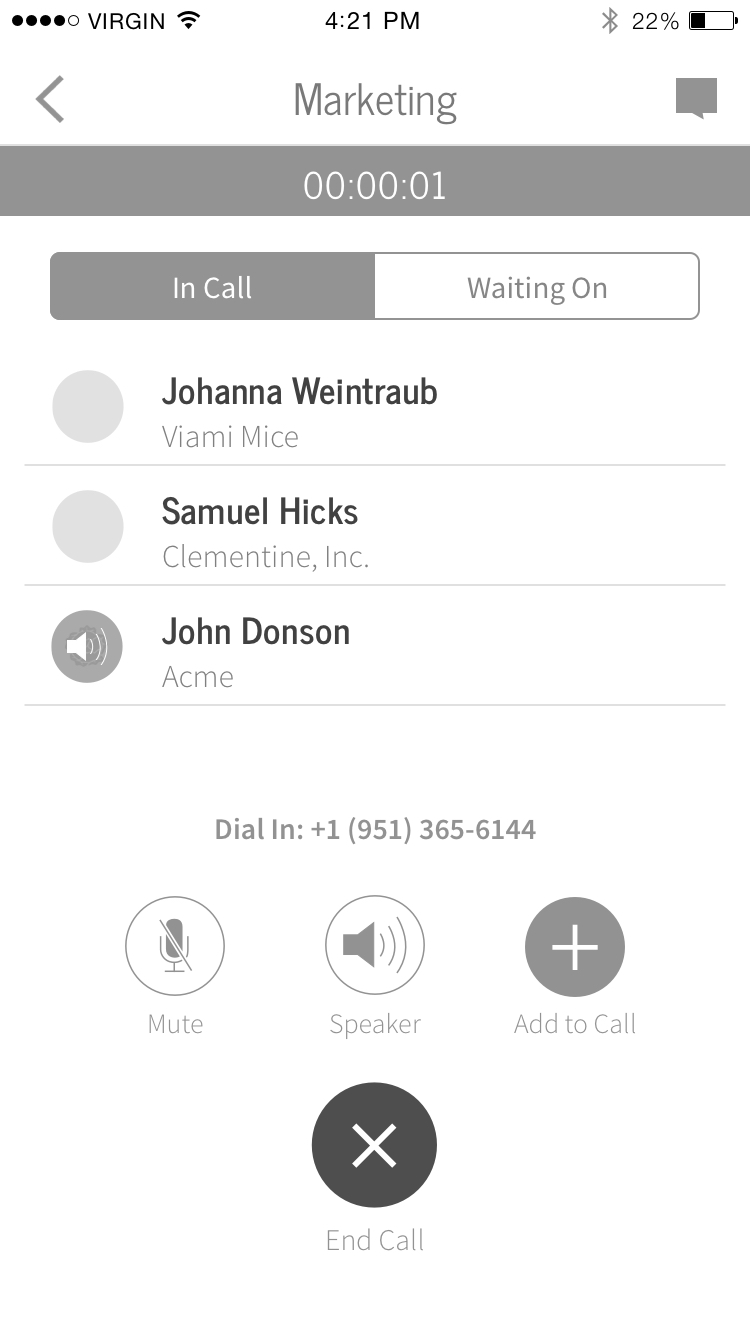 VIRGIN 4:21 PM 22%
Marketing
00:00:01
In Call Waiting On
Johanna Weintraub
Viami Mice
Samuel Hicks
Clementine, Inc.
John Donson
Acme
Dial In: +1 (951) 365-6144
Mute Speaker Add to Call
End Call